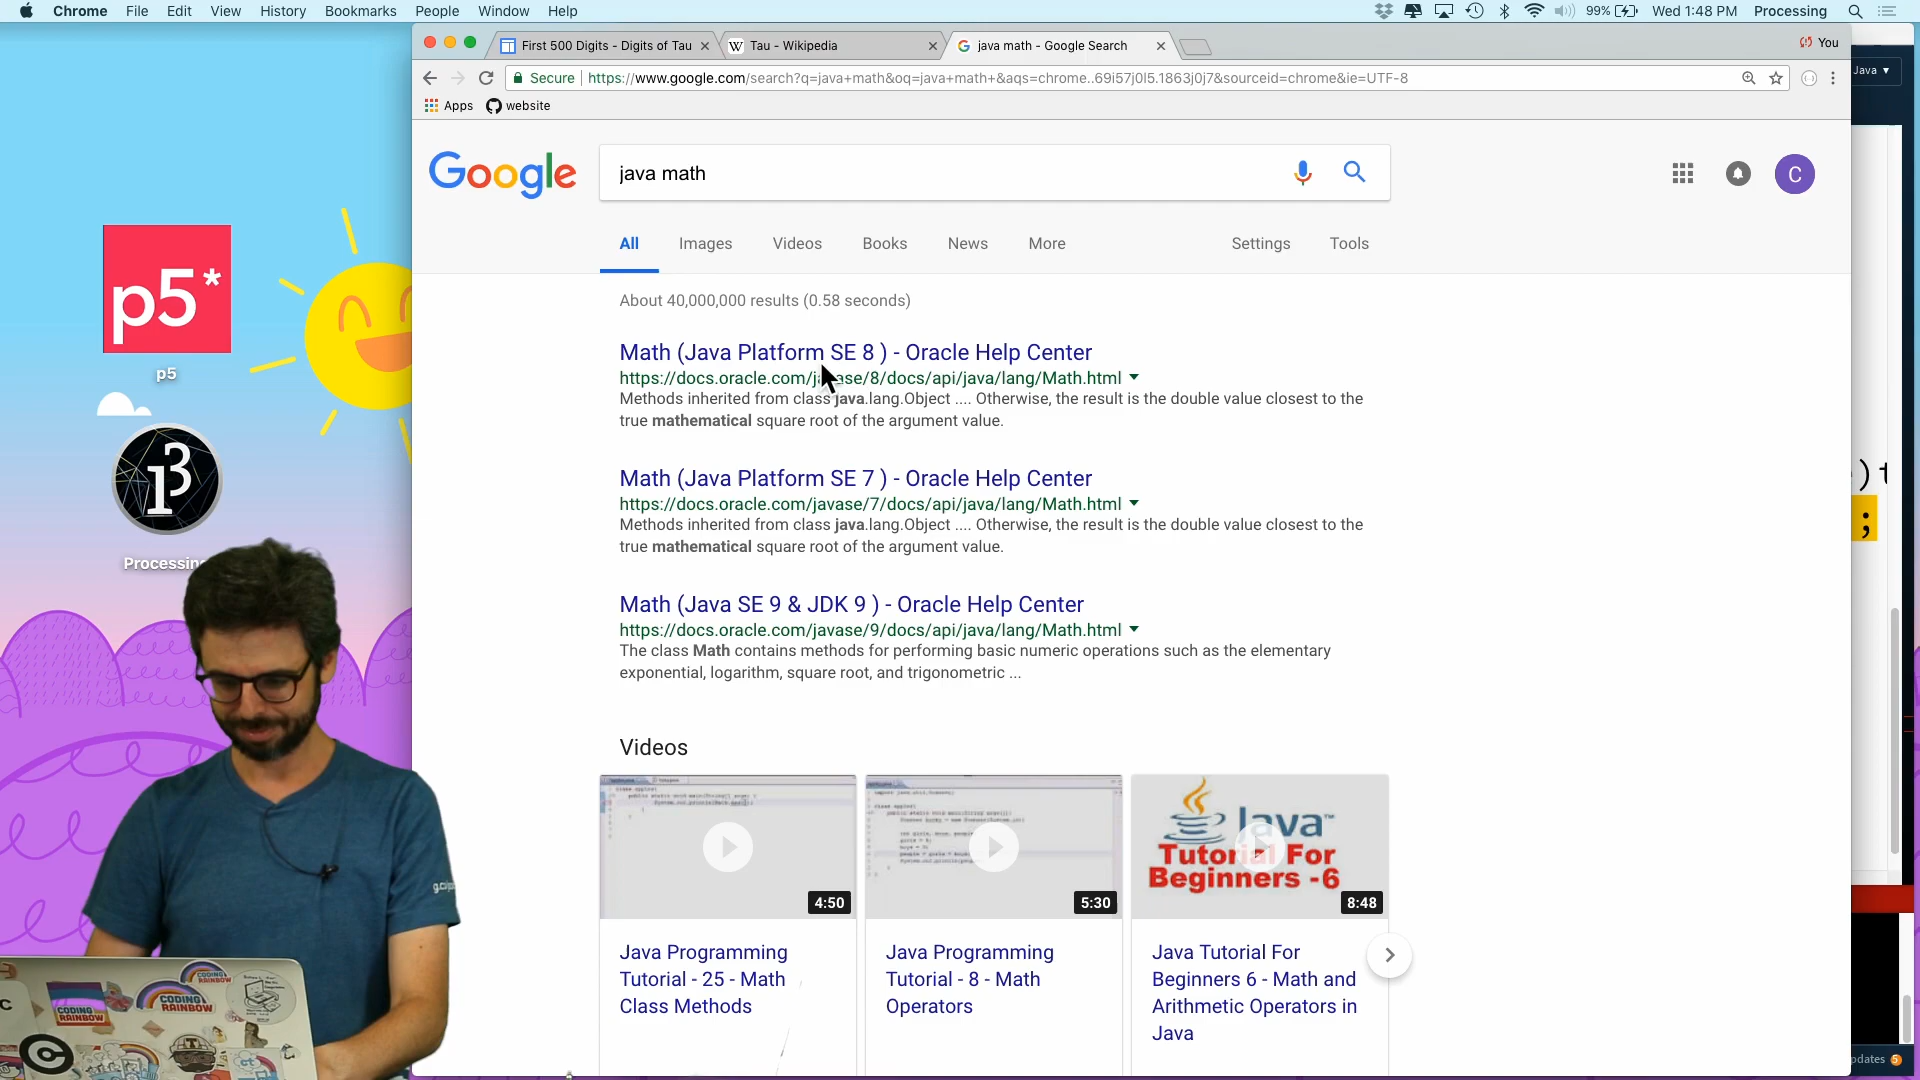 Chrome File Edit View History Bookmarks People Window Help
99% Wed 1:48 PM Processing
First 500 Digits - Digits of Tau
Tau - Wikipedia
java math - Google Search
You
Secure https://www.google.com/search?q=java+math&oq=java+math+&aqs=chrome..69i57j0l5.1863j0j7&sourceid=chrome&ie=UTF-8
Java
Apps website
Google
java math
C
All Images Videos Books News More Settings Tools
About 40,000,000 results (0.58 seconds)
Math (Java Platform SE 8 ) - Oracle Help Center
https://docs.oracle.com/javase/8/docs/api/java/lang/Math.html
Methods inherited from class java.lang.Object .... Otherwise, the result is the double value closest to the
true mathematical square root of the argument value.
Math (Java Platform SE 7 ) - Oracle Help Center
https://docs.oracle.com/javase/7/docs/api/java/lang/Math.html
Methods inherited from class java.lang.Object .... Otherwise, the result is the double value closest to the
true mathematical square root of the argument value.
Math (Java SE 9 & JDK 9 ) - Oracle Help Center
https://docs.oracle.com/javase/9/docs/api/java/lang/Math.html
The class Math contains methods for performing basic numeric operations such as the elementary
exponential, logarithm, square root, and trigonometric ...
Videos
4:50
5:30
Java
Tutorial For
Beginners -6
8:48
Java Programming
Tutorial - 25 - Math
Class Methods
Java Programming
Tutorial - 8 - Math
Operators
Java Tutorial For
Beginners 6 - Math and
Arithmetic Operators in
Java
p5*
p5
Processing
) t
;
pdates 5
CODING
RAINBOW
CODING
RAINBOW
CODING
RAINBOW
C